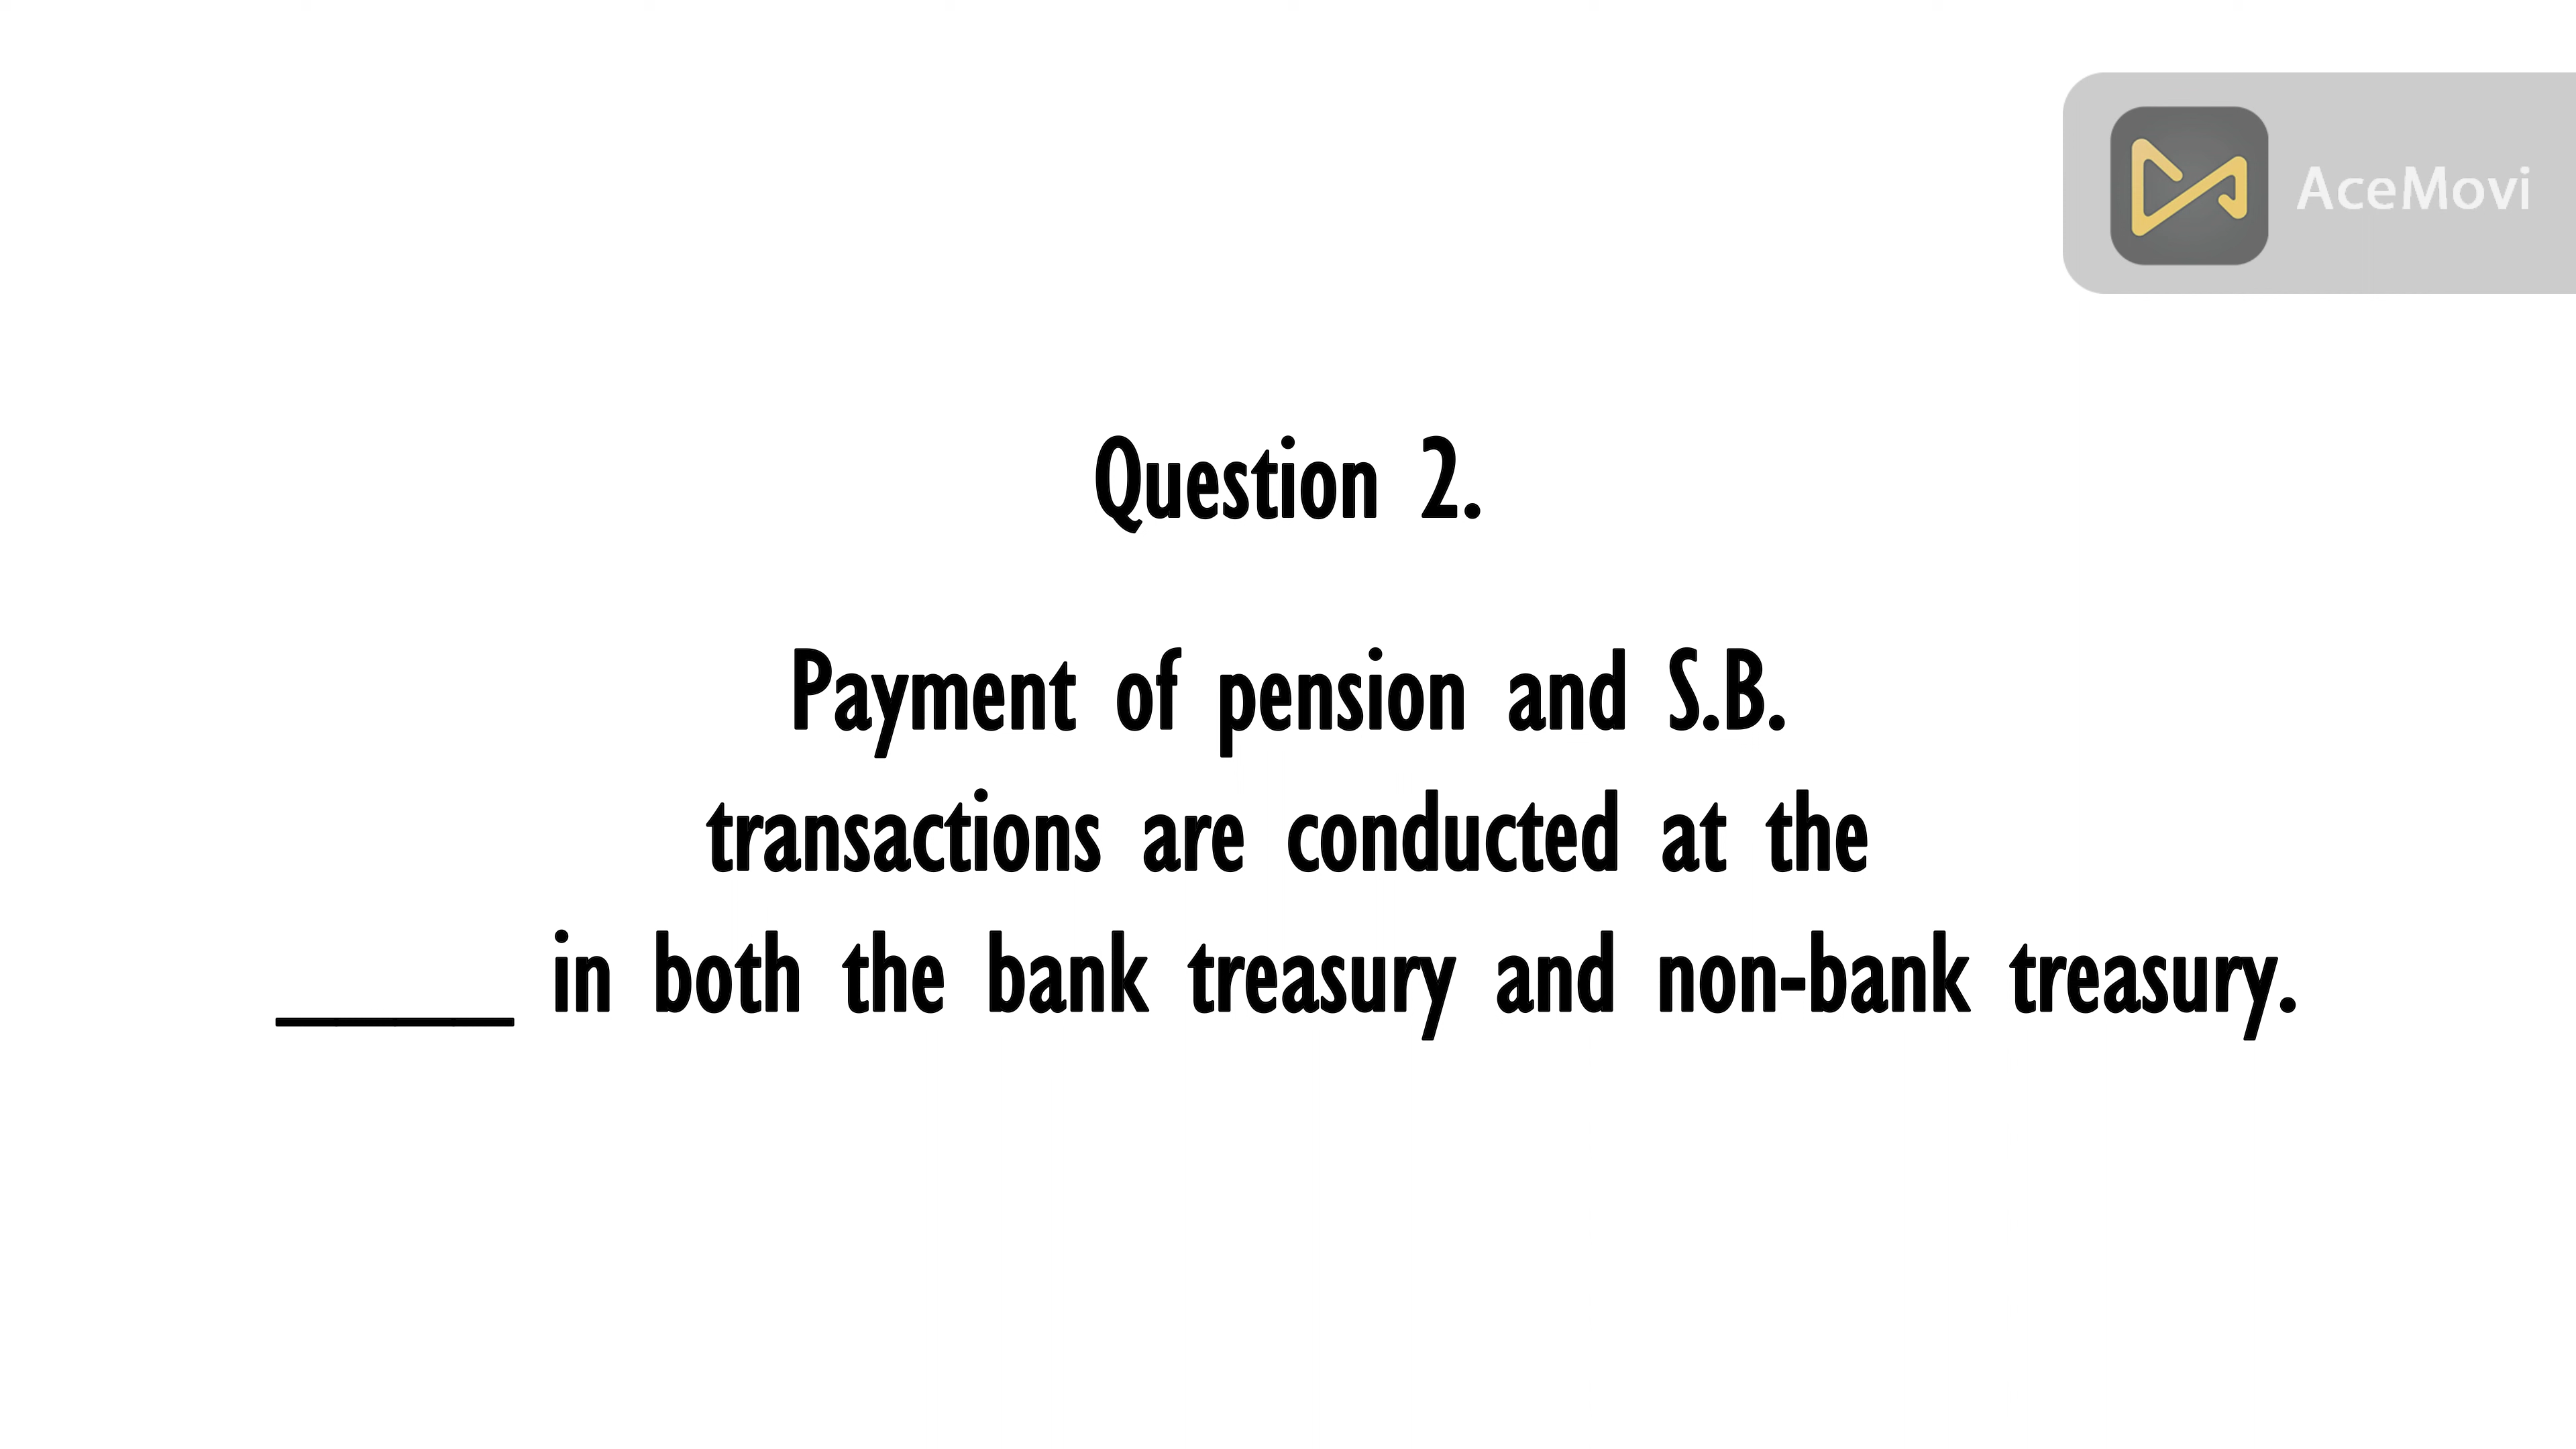 AceMovi
Question 2.
Payment of pension and S.B.
transactions are conducted at the
_____ in both the bank treasury and non-bank treasury.